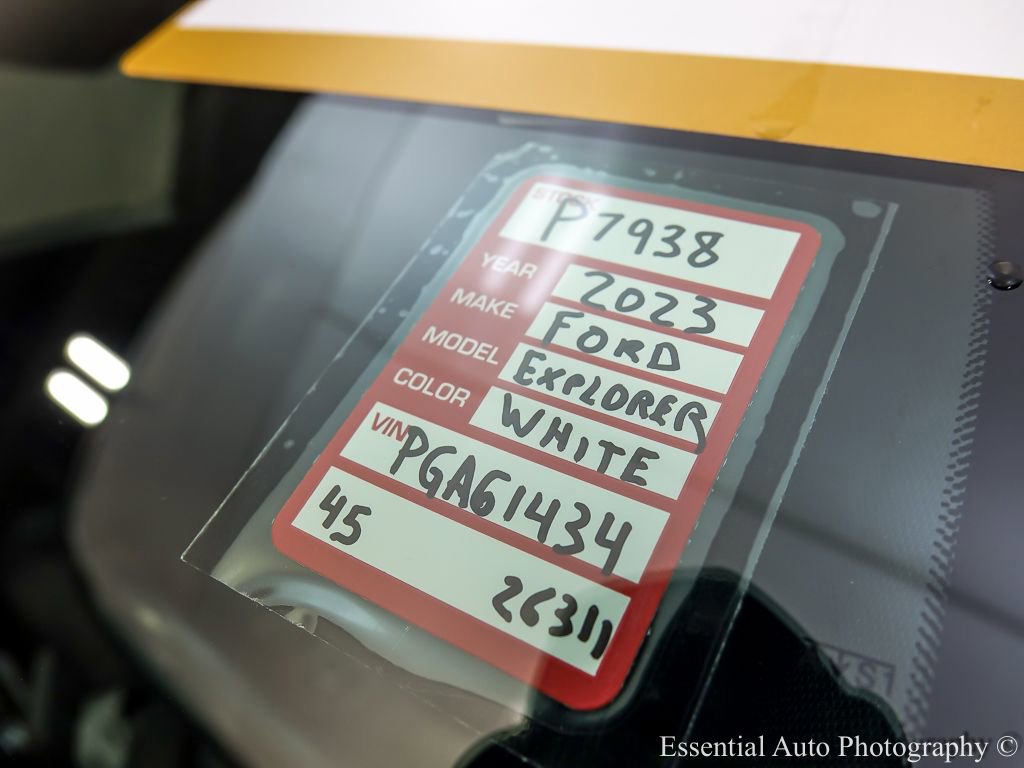 STOCK P7938
YEAR 2023
MAKE FORD
MODEL EXPLORER
COLOR WHITE
VIN PGA61434
45
26311
Essential Auto Photography ©